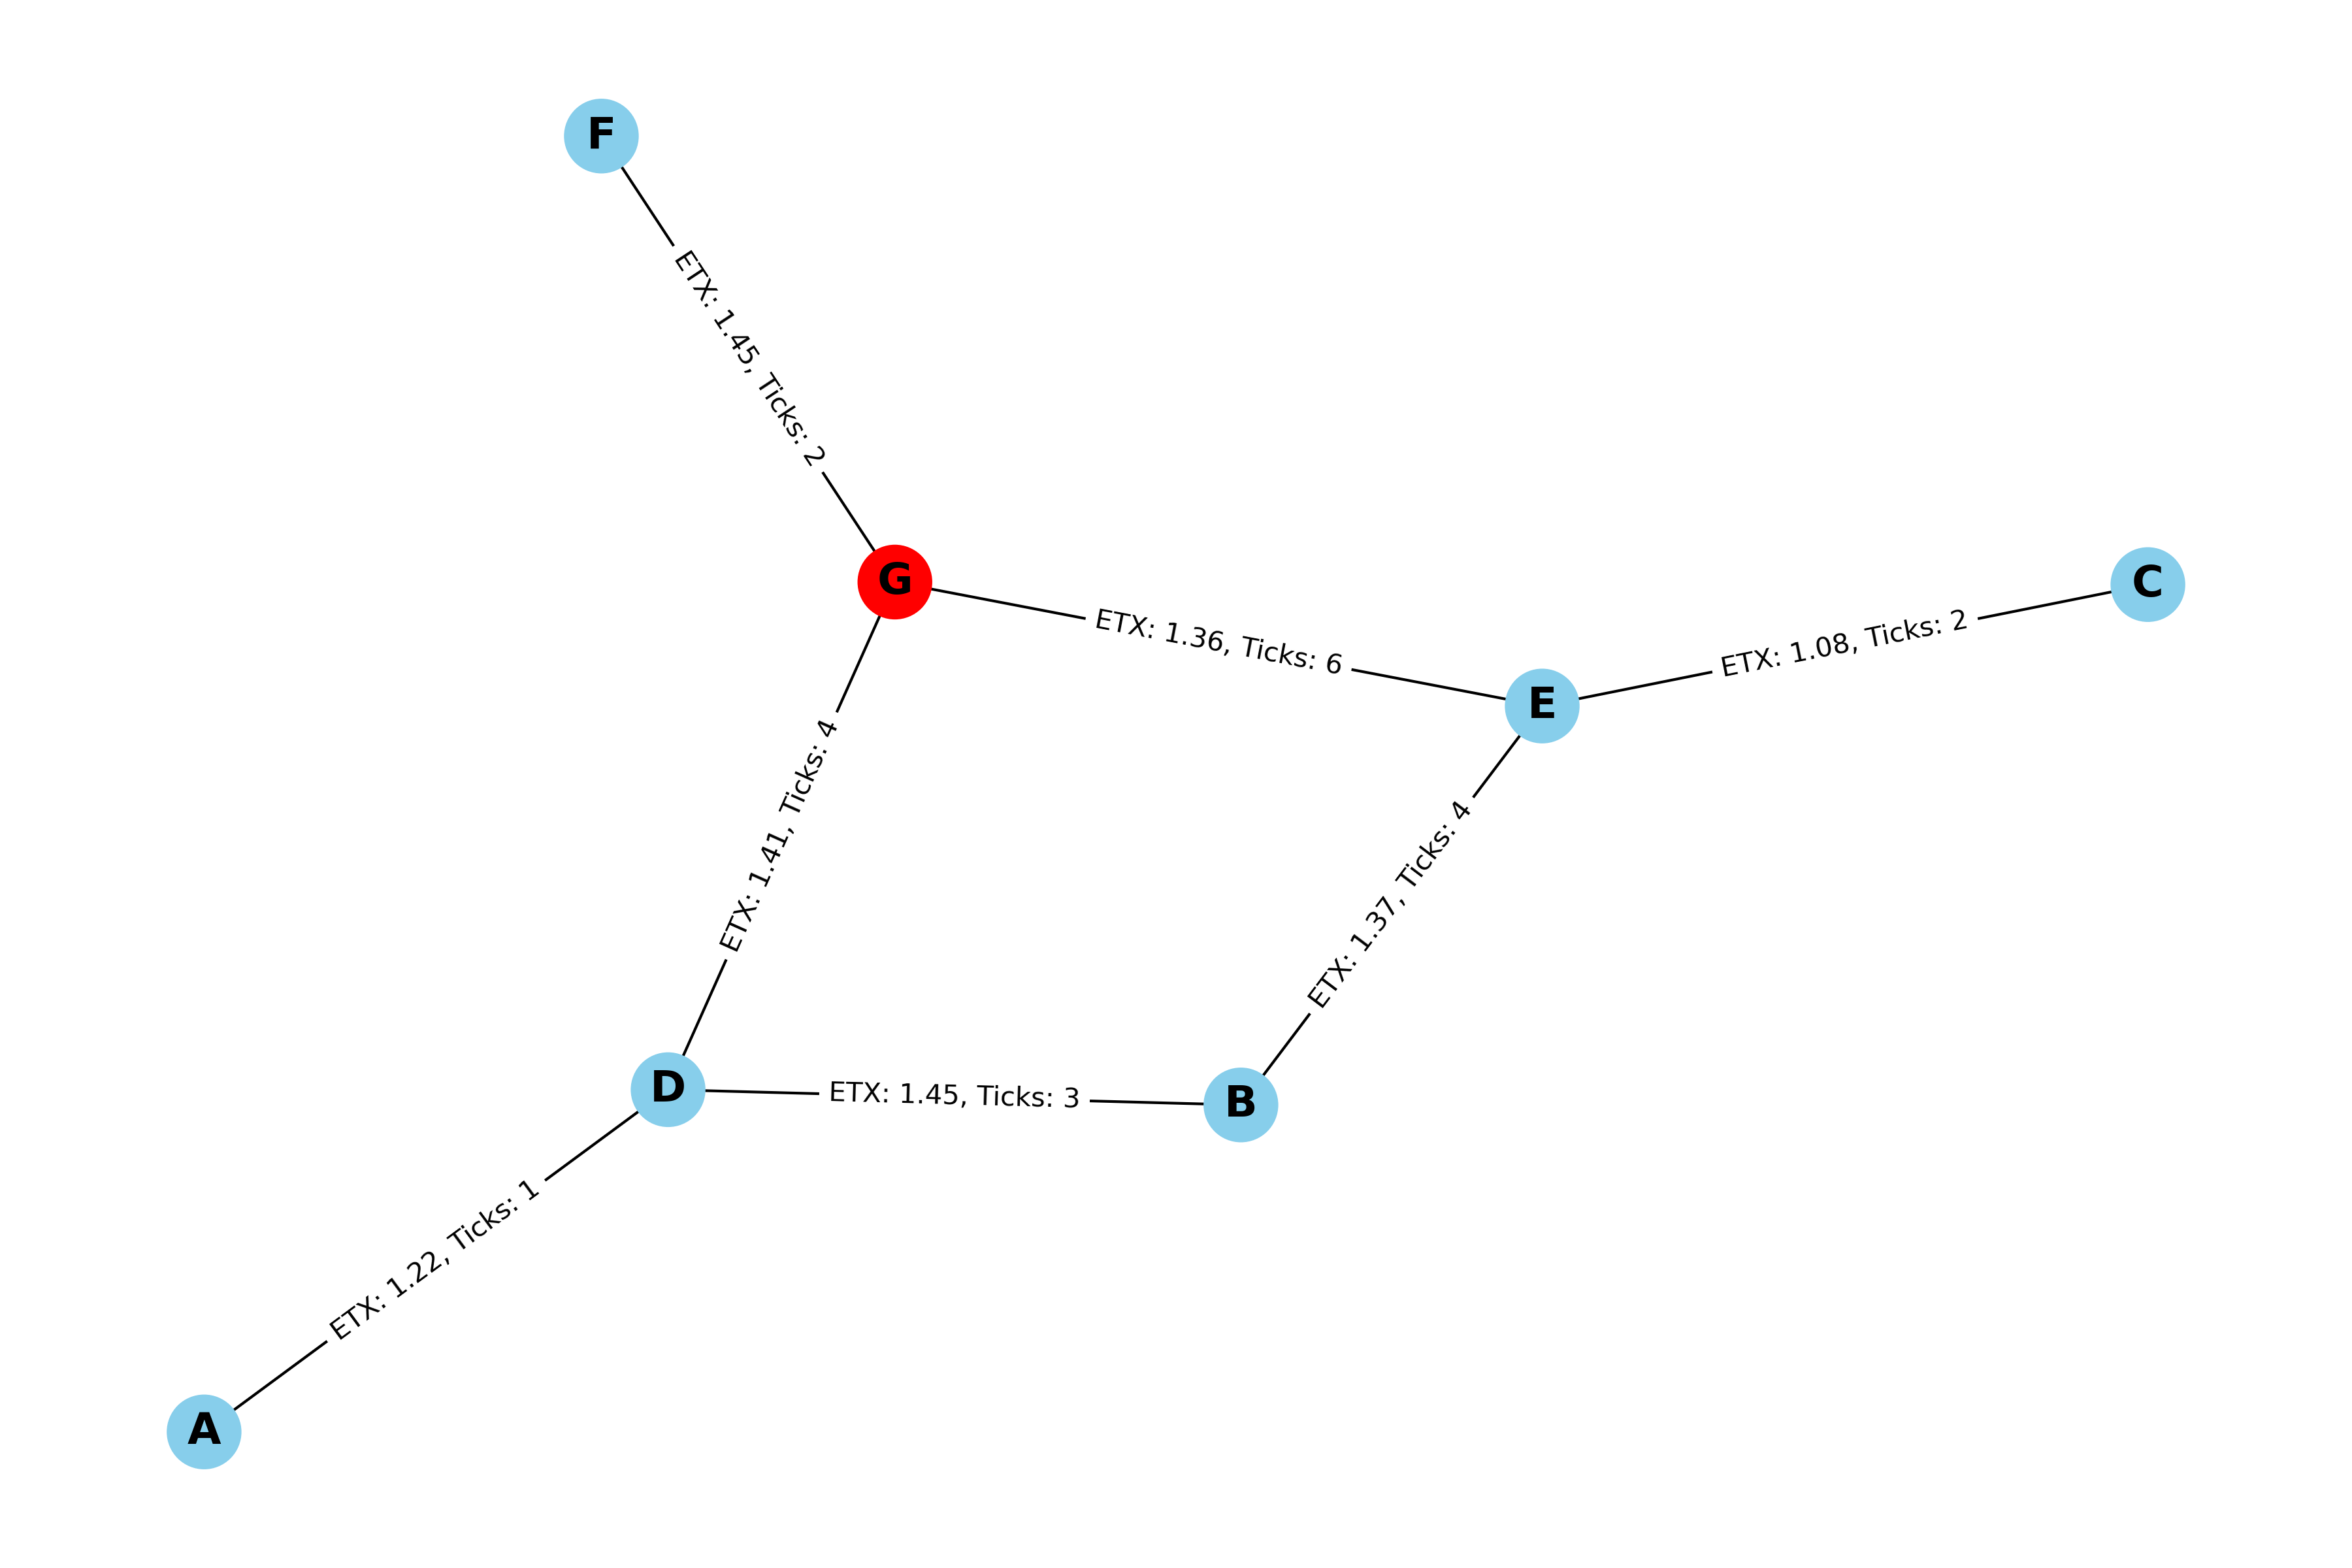 F
ETX: 1.45, Ticks: 2
G
C
ETX: 1.36, Ticks: 6
ETX: 1.08, Ticks: 2
E
ETX: 1.41, Ticks: 4
ETX: 1.37, Ticks: 4
D
ETX: 1.45, Ticks: 3
B
ETX: 1.22, Ticks: 1
A